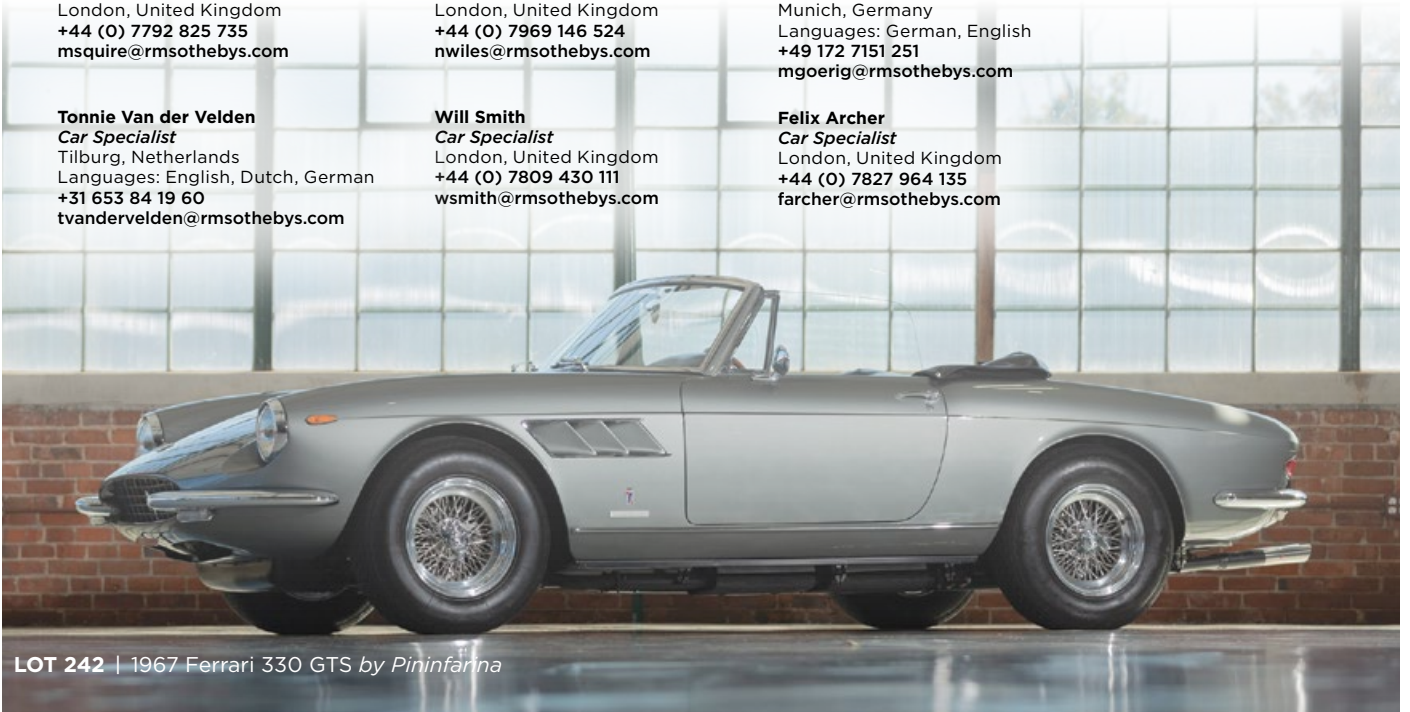 London, United Kingdom
+44 (0) 7792 825 735
msquire@rmsothebys.com
London, United Kingdom
+44 (0) 7969 146 524
nwiles@rmsothebys.com
Munich, Germany
Languages: German, English
+49 172 7151 251
mgoerig@rmsothebys.com
Tonnie Van der Velden
Car Specialist
Tilburg, Netherlands
Languages: English, Dutch, German
+31 653 84 19 60
tvandervelden@rmsothebys.com
Will Smith
Car Specialist
London, United Kingdom
+44 (0) 7809 430 111
wsmith@rmsothebys.com
Felix Archer
Car Specialist
London, United Kingdom
+44 (0) 7827 964 135
farcher@rmsothebys.com
LOT 242 | 1967 Ferrari 330 GTS by Pininfarina